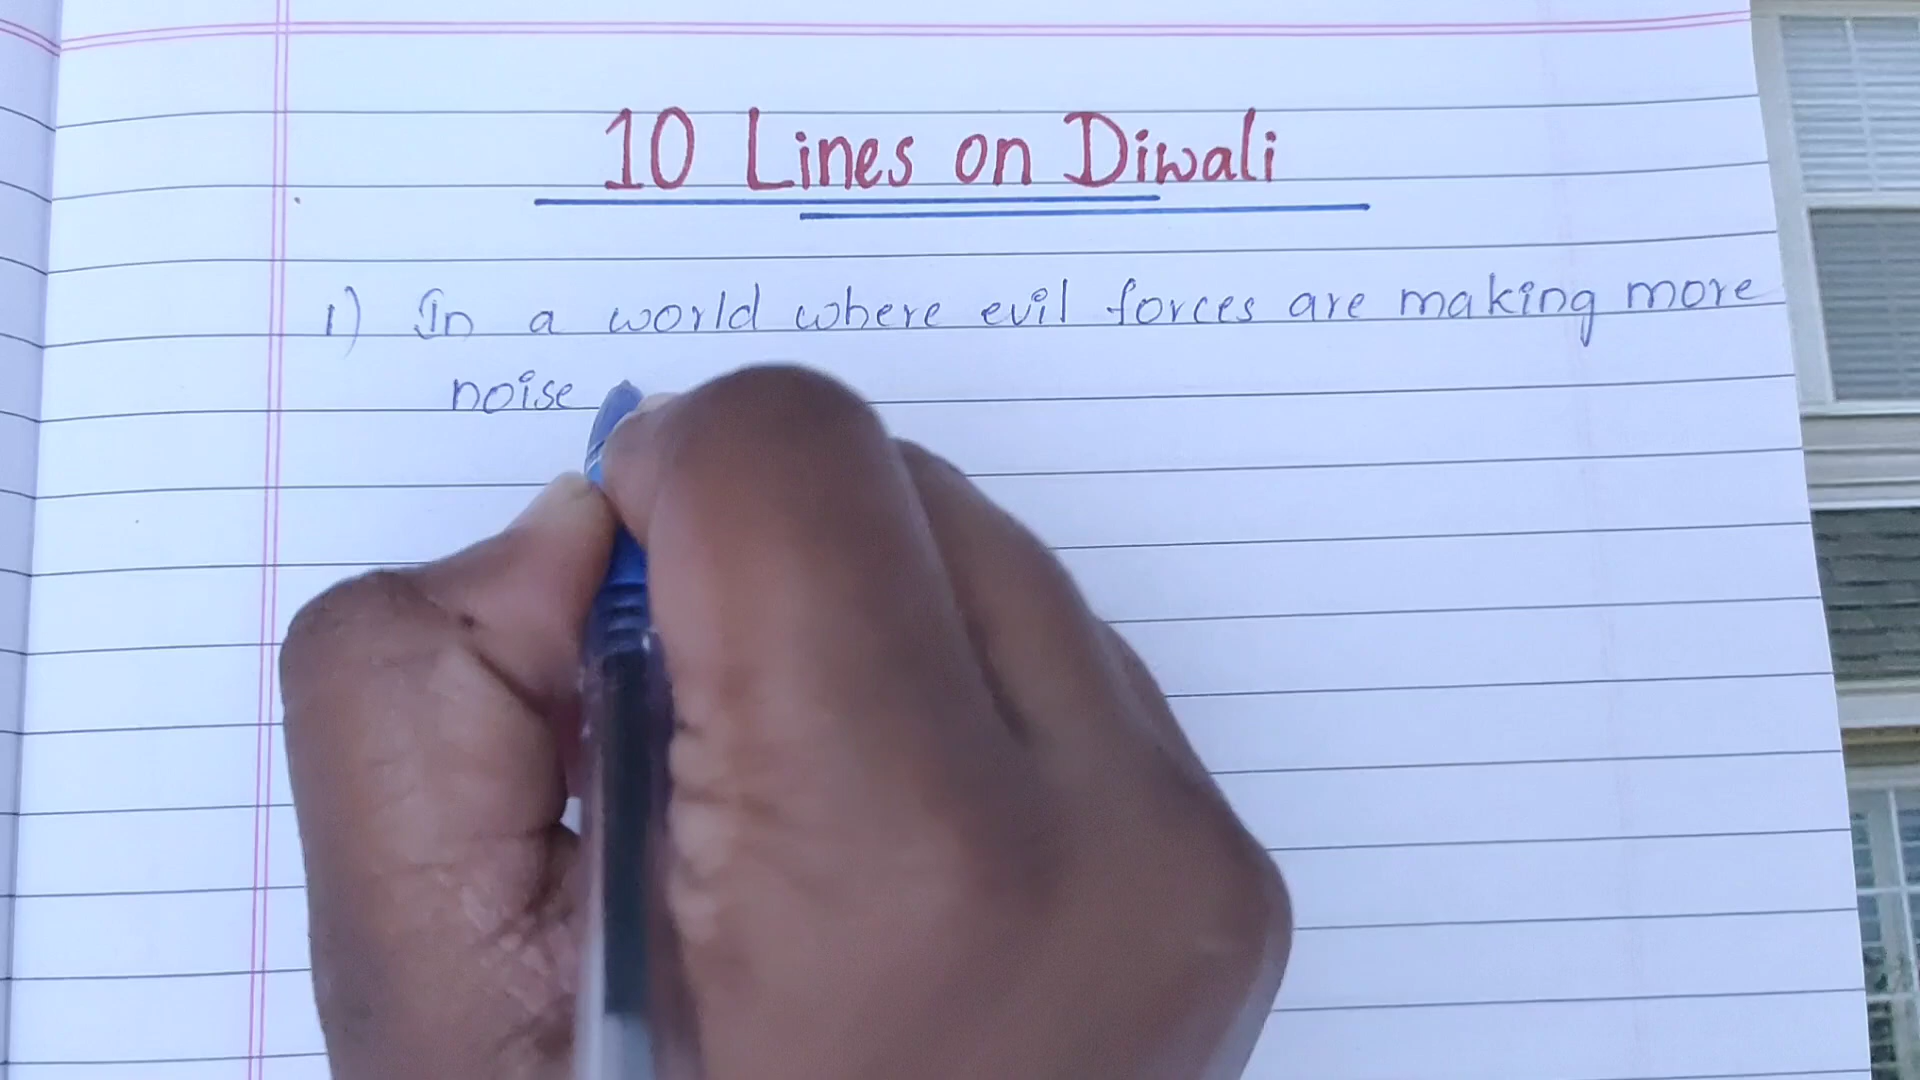 10 Lines on Diwali
1) In a world where evil forces are making more
noise